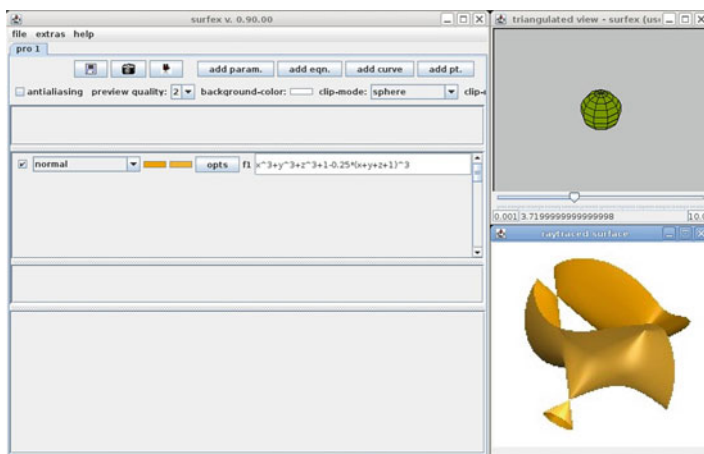 surfex v. 0.90.00
file extras help
pro 1
add param. add eqn. add curve add pt.
antialiasing preview quality: 2 background-color: clip-mode: sphere
normal opts f1 x^3+y^3+z^3+1-0.25*(x+y+z+1)^3
triangulated view - surfex
0.001 3.7199999999999998 10.0
raytraced surface